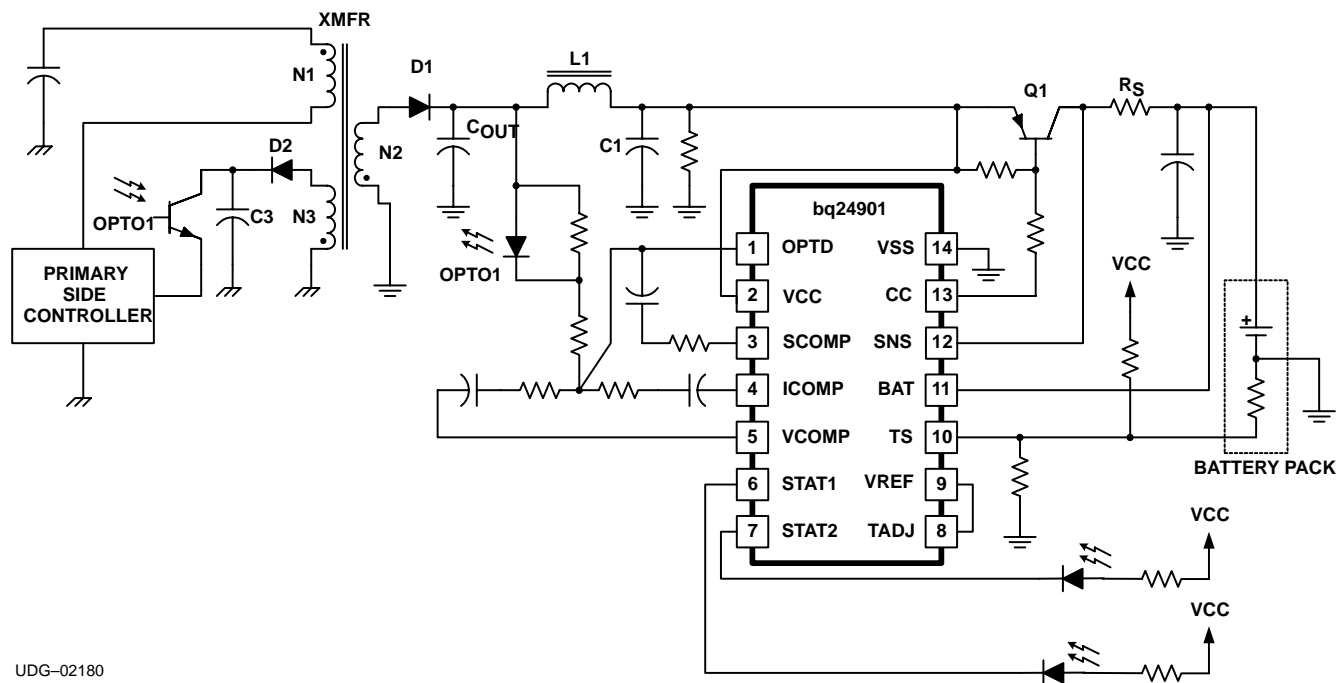 XMFR
N1
D1
L1
Q1
RS
COUT
C1
D2
N2
N3
C3
OPTO1
OPTO1
PRIMARY
SIDE
CONTROLLER
bq24901
1 OPTD
VSS 14
2 VCC
CC 13
3 SCOMP
SNS 12
4 ICOMP
BAT 11
5 VCOMP
TS 10
6 STAT1
VREF 9
7 STAT2
TADJ 8
VCC
+
BATTERY PACK
VCC
VCC
UDG–02180